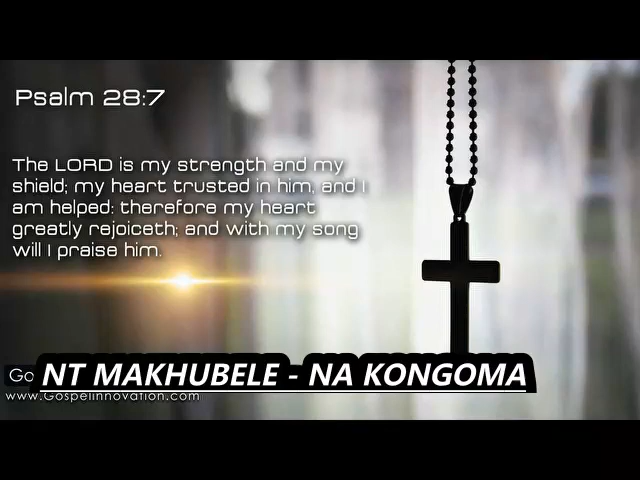 Psalm 28:7
The LORD is my strength and my
shield; my heart trusted in him, and I
am helped: therefore my heart
greatly rejoiceth; and with my song
will I praise him.
Go NT MAKHUBELE - NA KONGOMA
www.GospelInnovation.com